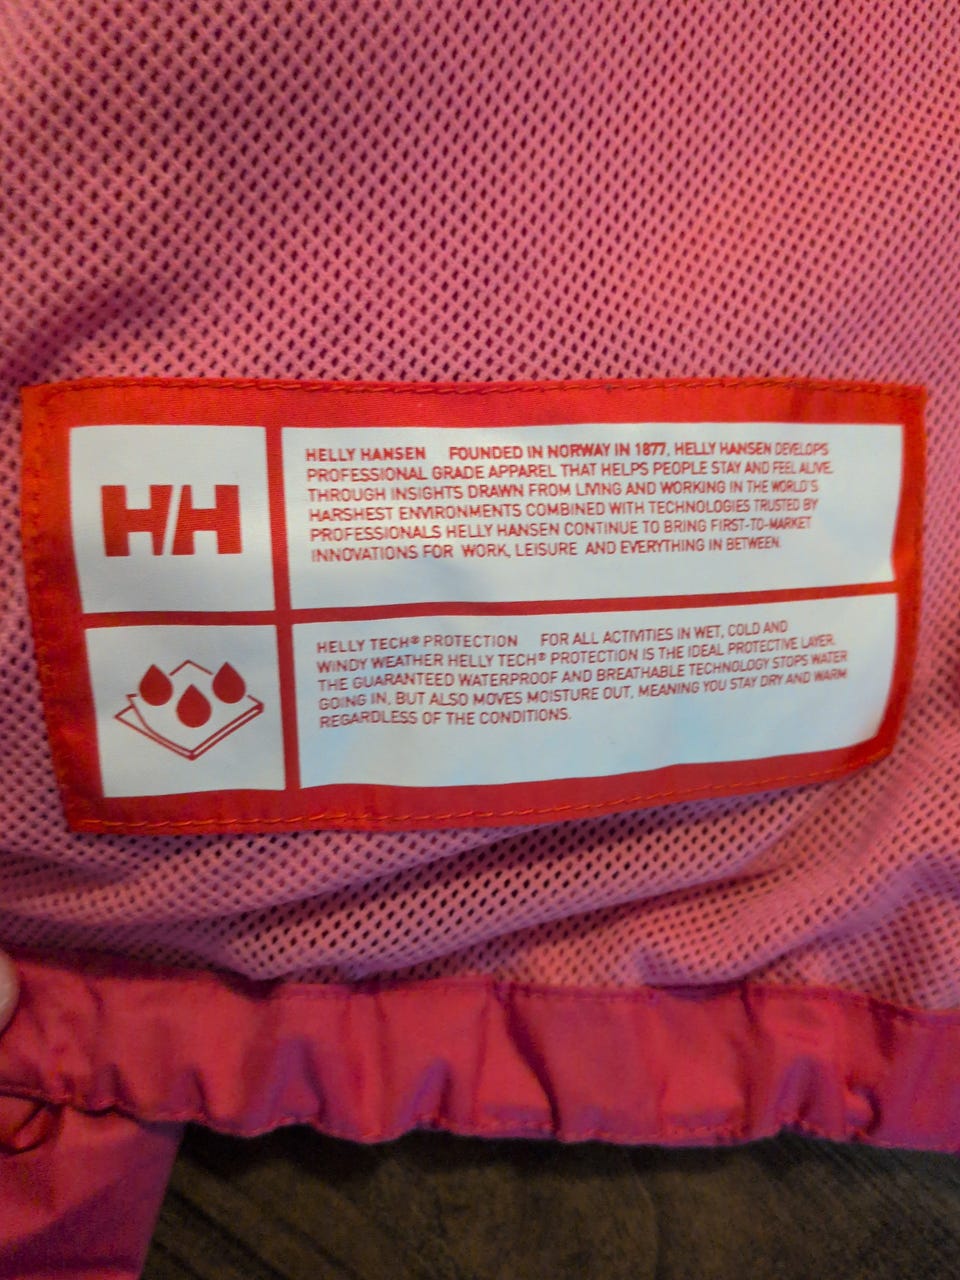 HELLY HANSEN FOUNDED IN NORWAY IN 1877, HELLY HANSEN DEVELOPS
PROFESSIONAL GRADE APPAREL THAT HELPS PEOPLE STAY AND FEEL ALIVE.
THROUGH INSIGHTS DRAWN FROM LIVING AND WORKING IN THE WORLD'S
HARSHEST ENVIRONMENTS COMBINED WITH TECHNOLOGIES TRUSTED BY
PROFESSIONALS HELLY HANSEN CONTINUE TO BRING FIRST-TO-MARKET
INNOVATIONS FOR WORK, LEISURE AND EVERYTHING IN BETWEEN.
H/H
HELLY TECH® PROTECTION FOR ALL ACTIVITIES IN WET, COLD AND
WINDY WEATHER HELLY TECH® PROTECTION IS THE IDEAL PROTECTIVE LAYER.
THE GUARANTEED WATERPROOF AND BREATHABLE TECHNOLOGY STOPS WATER
GOING IN, BUT ALSO MOVES MOISTURE OUT, MEANING YOU STAY DRY AND WARM
REGARDLESS OF THE CONDITIONS.